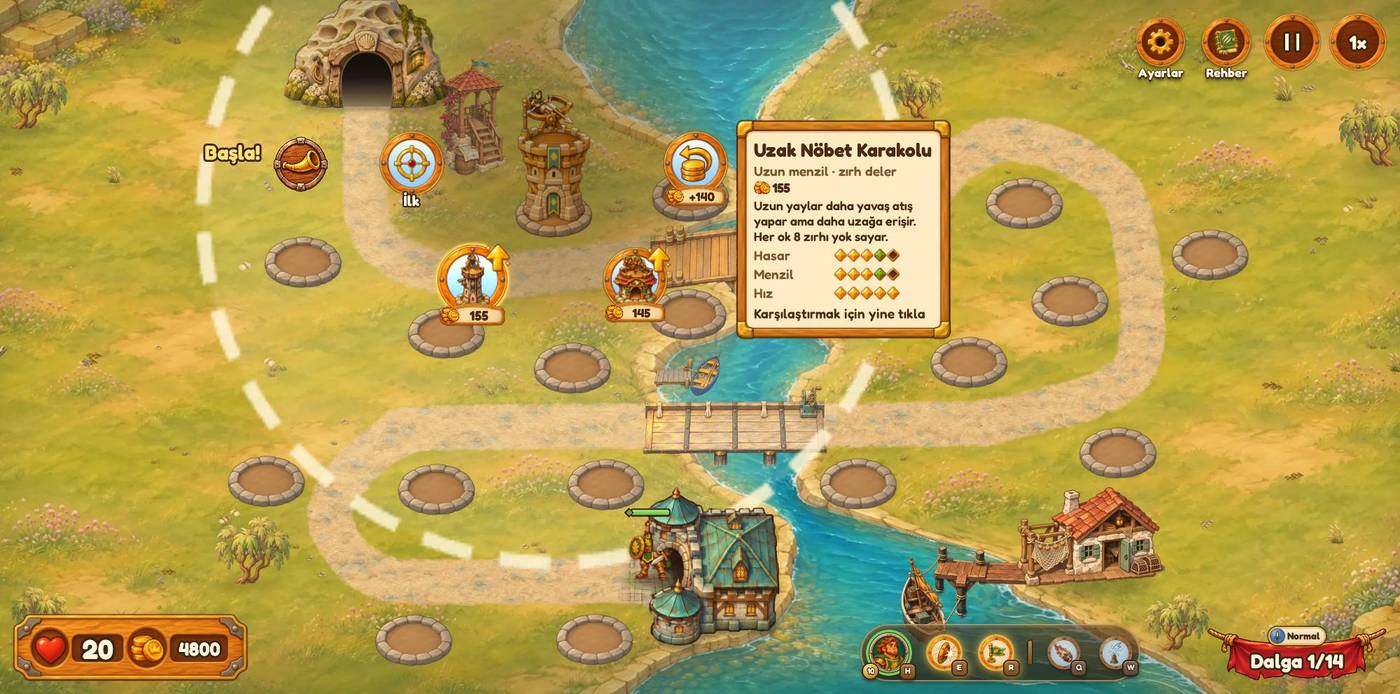 Ayarlar
Rehber
1x
Başla!
İlk
+140
155
145
Uzak Nöbet Karakolu
Uzun menzil · zırh deler
155
Uzun yaylar daha yavaş atış
yapar ama daha uzağa erişir.
Her ok 8 zırhı yok sayar.
Hasar
Menzil
Hız
Karşılaştırmak için yine tıkla
20
4800
10
H
E
R
Q
W
Normal
Dalga 1/14